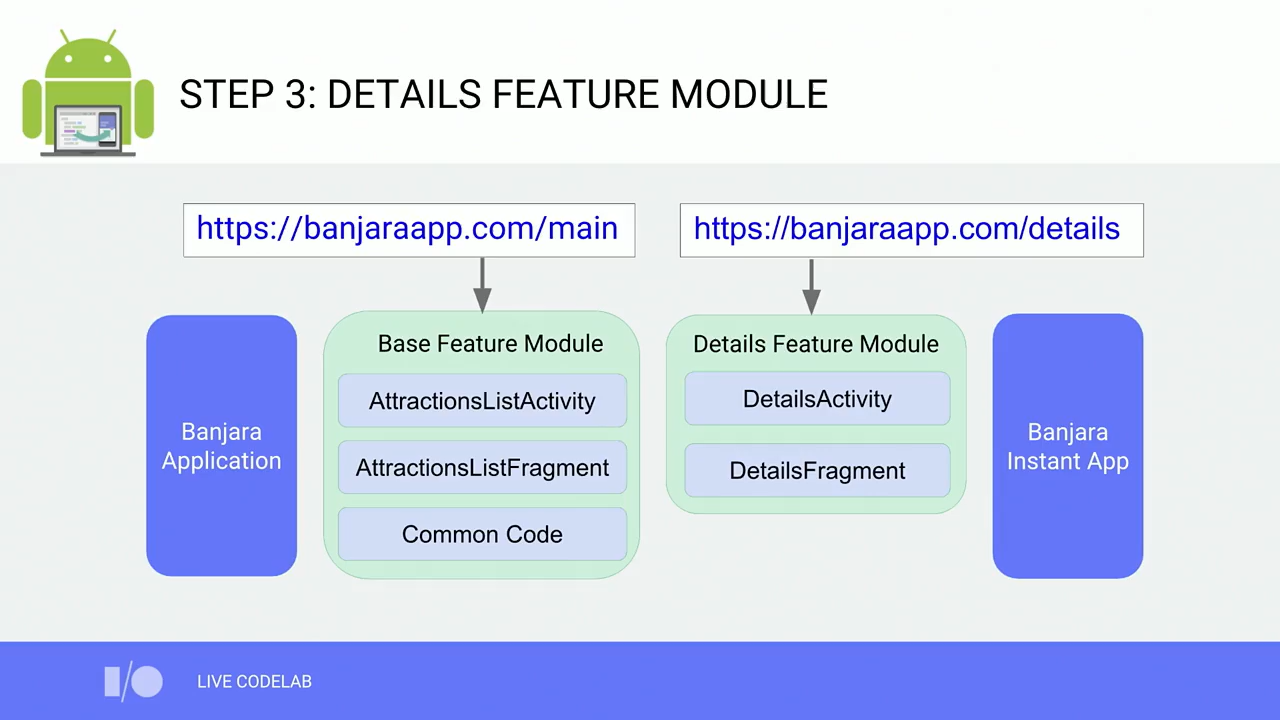 STEP 3: DETAILS FEATURE MODULE
https://banjaraapp.com/main
https://banjaraapp.com/details
Banjara
Application
Base Feature Module
AttractionsListActivity
AttractionsListFragment
Common Code
Details Feature Module
DetailsActivity
DetailsFragment
Banjara
Instant App
I/O
LIVE CODELAB